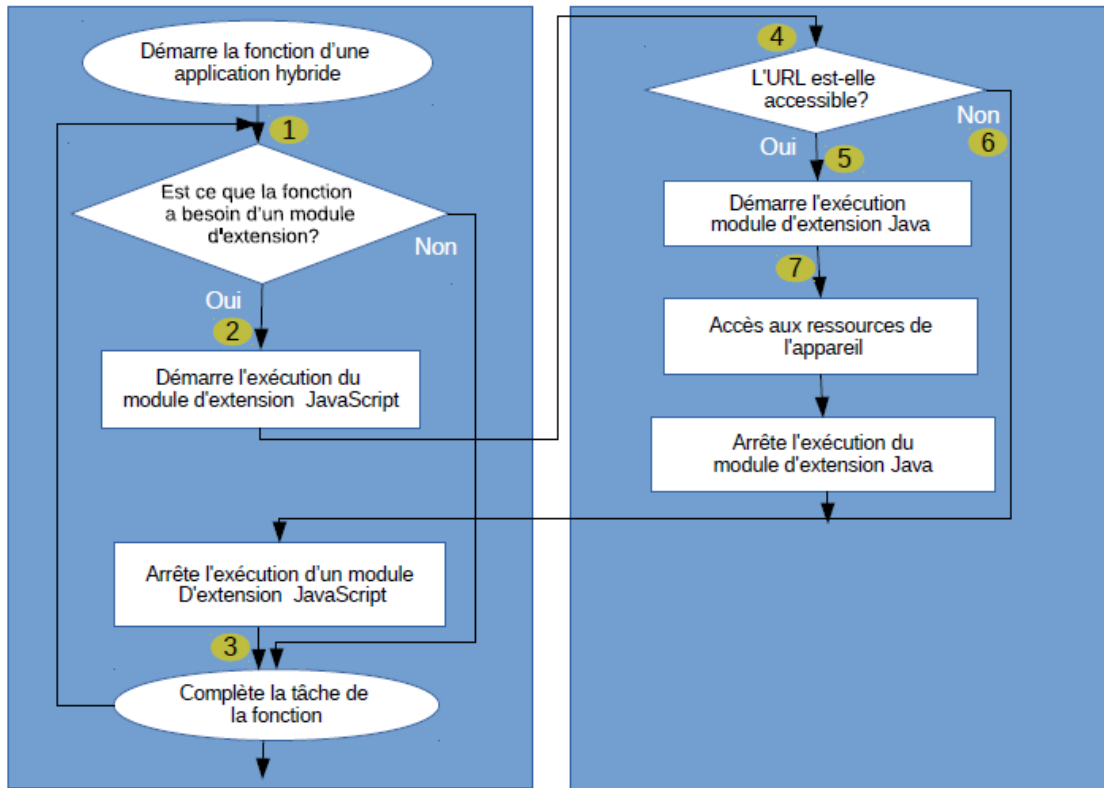 Démarre la fonction d'une
application hybride
1
Est ce que la fonction
a besoin d'un module
d'extension?
Non
Oui
2
Démarre l'exécution du
module d'extension JavaScript
Arrête l'exécution d'un module
D'extension JavaScript
3
Complète la tâche de
la fonction
4
L'URL est-elle
accessible?
Non
6
Oui
5
Démarre l'exécution
module d'extension Java
7
Accès aux ressources de
l'appareil
Arrête l'exécution du
module d'extension Java